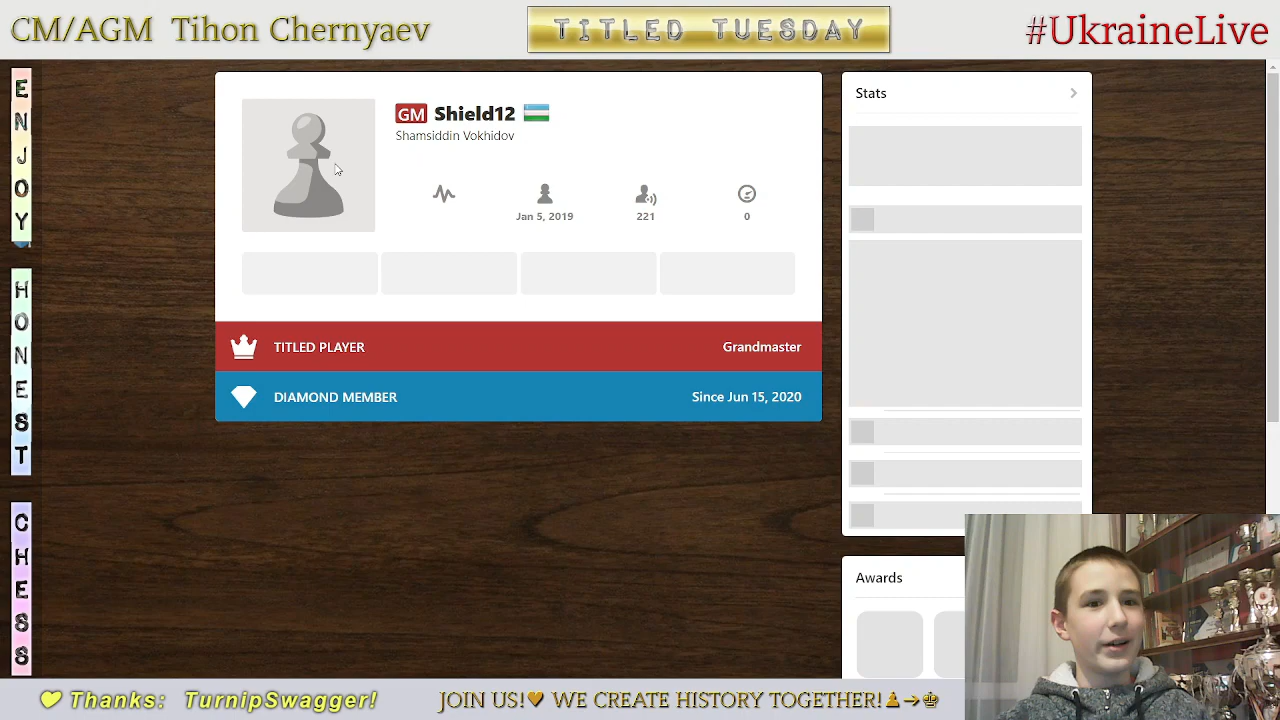 CM/AGM Tihon Chernyaev
TITLED TUESDAY
#UkraineLive
ENJOY
HONEST
CHESS
GM Shield12
Shamsiddin Vokhidov
Jan 5, 2019
221
0
TITLED PLAYER
Grandmaster
DIAMOND MEMBER
Since Jun 15, 2020
Stats
Awards
Thanks: TurnipSwagger!
JOIN US! WE CREATE HISTORY TOGETHER!